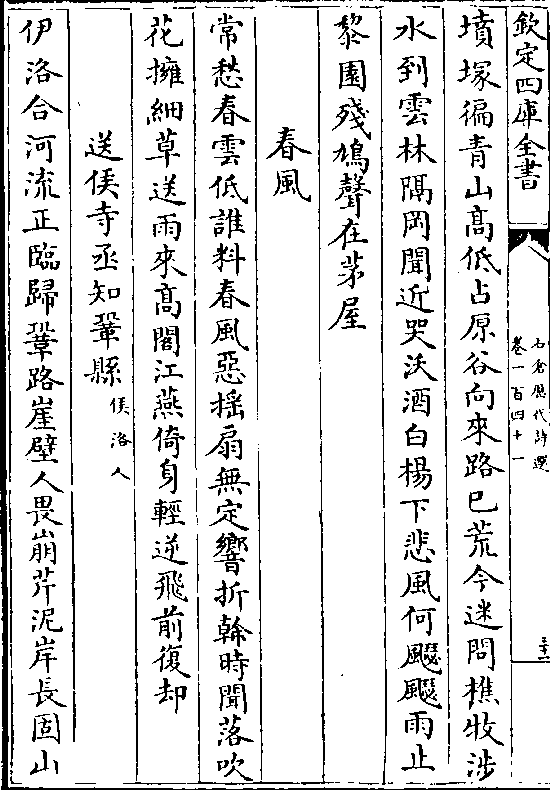 欽定四庫全書
石倉歷代詩選
卷一百四十一
三十一
墳塚徧青山髙低占原谷向來路已荒今迷問樵牧涉
水到雲林隔岡聞近哭沃酒白楊下悲風何颼颼雨止
黎園殘鳩聲在茅屋
春風
常愁春雲低誰料春風惡揺扇無定響折幹時聞落吹
花擁細草送雨來髙閣江燕倚身輕逆飛前復却
送侯寺丞知鞏縣侯洛人
伊洛合河流正臨歸鞏路崖壁人畏崩芹泥岸長固山